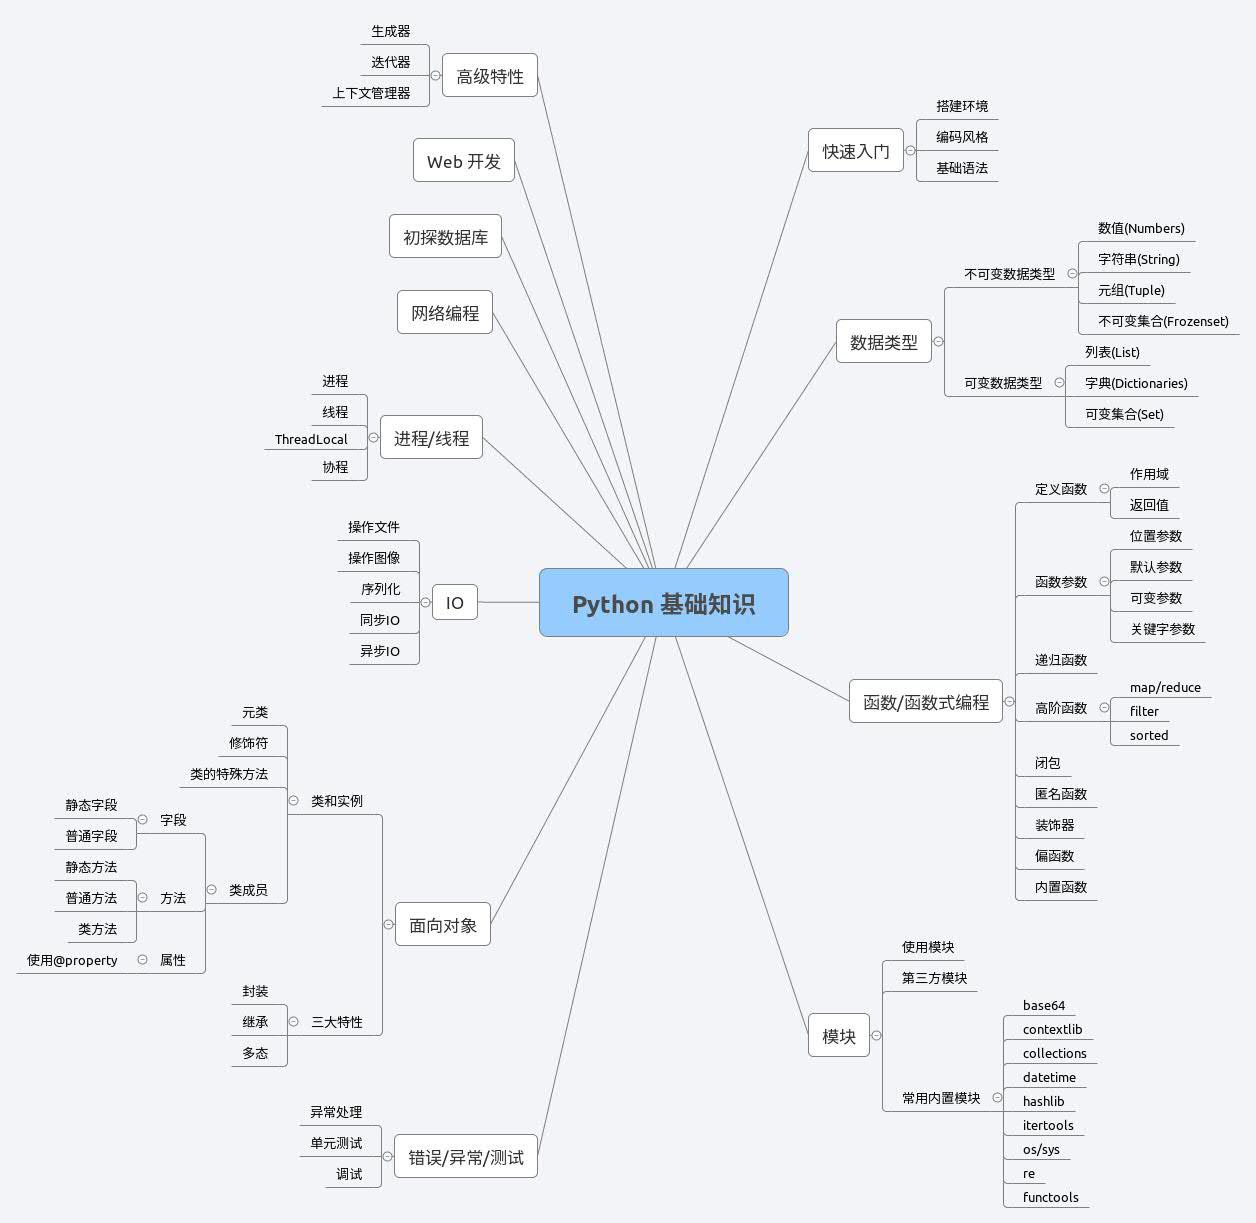 Python 基础知识
快速入门
搭建环境
编码风格
基础语法
数据类型
不可变数据类型
数值(Numbers)
字符串(String)
元组(Tuple)
不可变集合(Frozenset)
可变数据类型
列表(List)
字典(Dictionaries)
可变集合(Set)
函数/函数式编程
定义函数
作用域
返回值
函数参数
位置参数
默认参数
可变参数
关键字参数
递归函数
高阶函数
map/reduce
filter
sorted
闭包
匿名函数
装饰器
偏函数
内置函数
模块
使用模块
第三方模块
常用内置模块
base64
contextlib
collections
datetime
hashlib
itertools
os/sys
re
functools
高级特性
生成器
迭代器
上下文管理器
Web 开发
初探数据库
网络编程
进程/线程
进程
线程
ThreadLocal
协程
IO
操作文件
操作图像
序列化
同步IO
异步IO
面向对象
类和实例
元类
修饰符
类的特殊方法
类成员
字段
静态字段
普通字段
方法
静态方法
普通方法
类方法
属性
使用@property
三大特性
封装
继承
多态
错误/异常/测试
异常处理
单元测试
调试